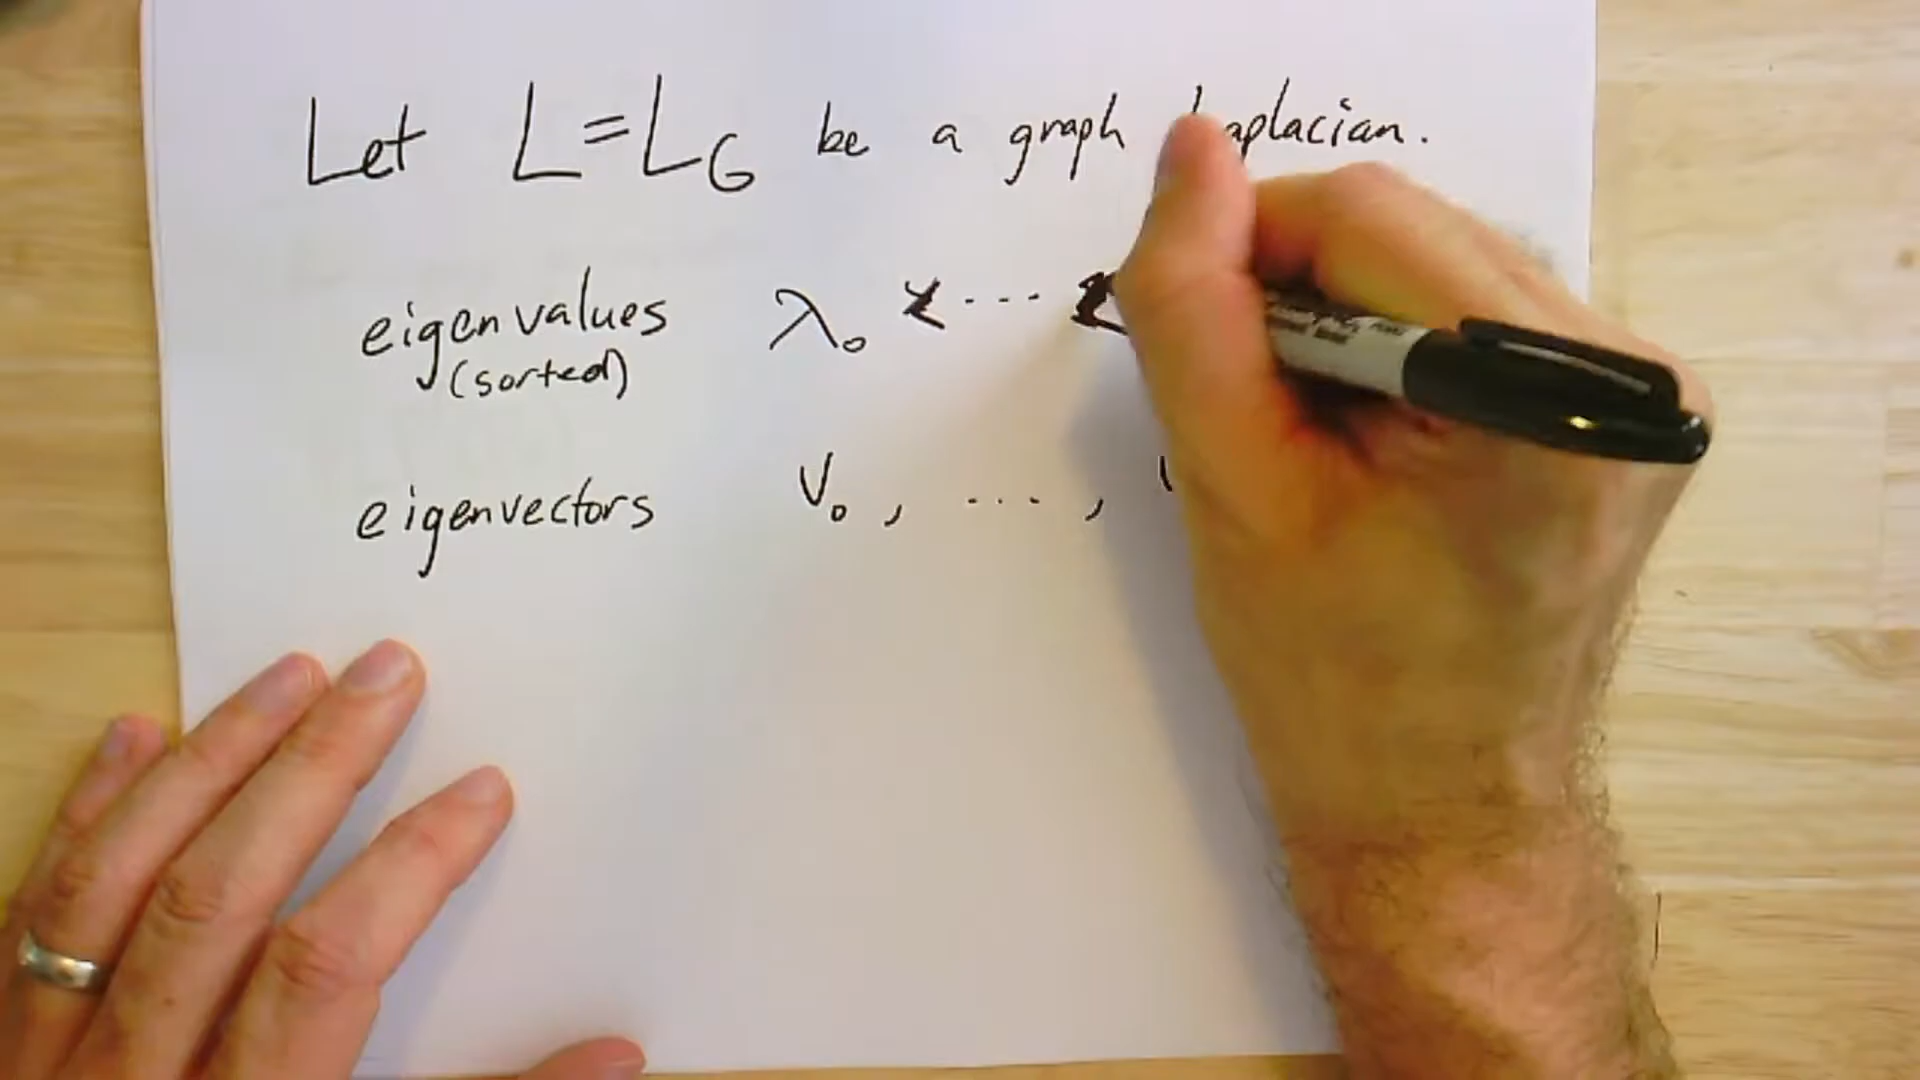 Let L=L_G be a graph Laplacian.
eigenvalues λ₀ < ---
(sorted)
eigenvectors v₀, ..., v